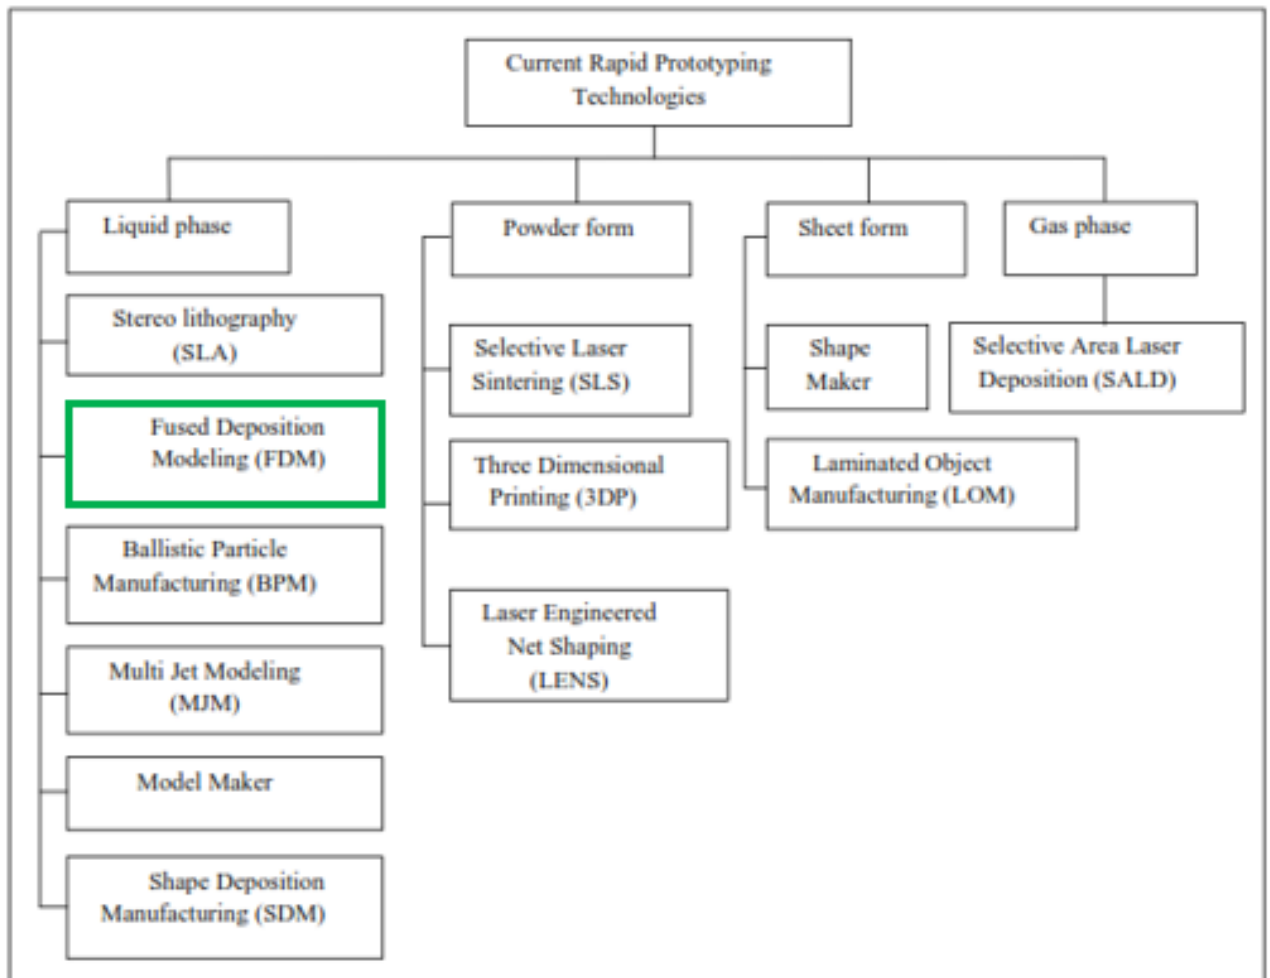 Current Rapid Prototyping
Technologies
Liquid phase
Stereo lithography
(SLA)
Fused Deposition
Modeling (FDM)
Ballistic Particle
Manufacturing (BPM)
Multi Jet Modeling
(MJM)
Model Maker
Shape Deposition
Manufacturing (SDM)
Powder form
Selective Laser
Sintering (SLS)
Three Dimensional
Printing (3DP)
Laser Engineered
Net Shaping
(LENS)
Sheet form
Shape
Maker
Laminated Object
Manufacturing (LOM)
Gas phase
Selective Area Laser
Deposition (SALD)